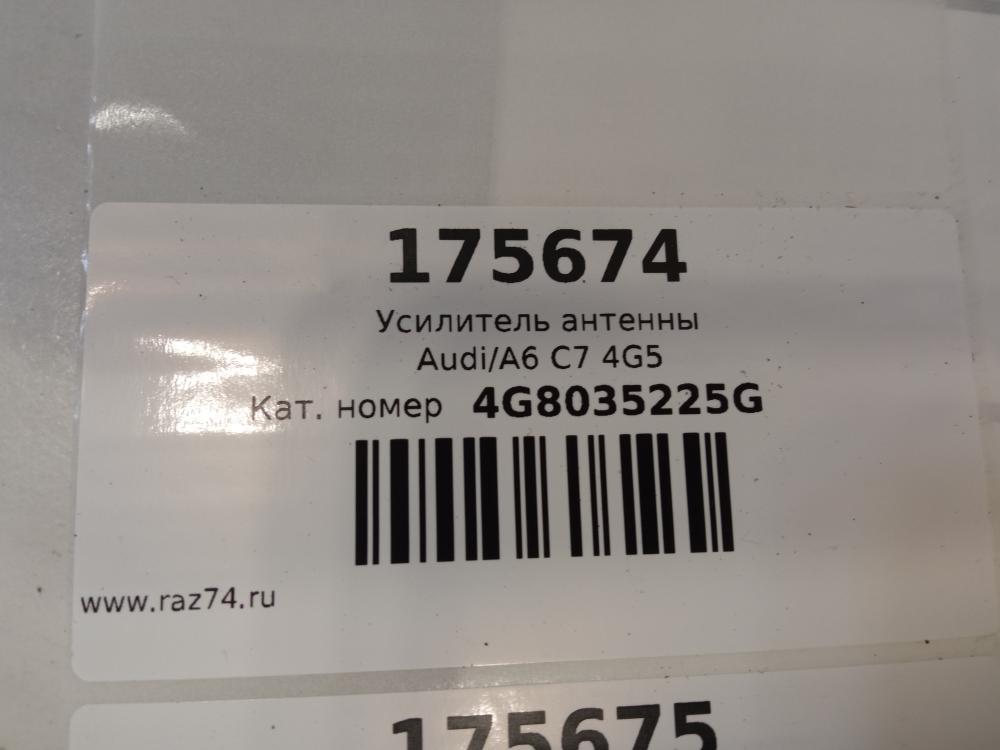 175674
Усилитель антенны
Audi/A6 C7 4G5
Кат. номер 4G8035225G
www.raz74.ru
175675